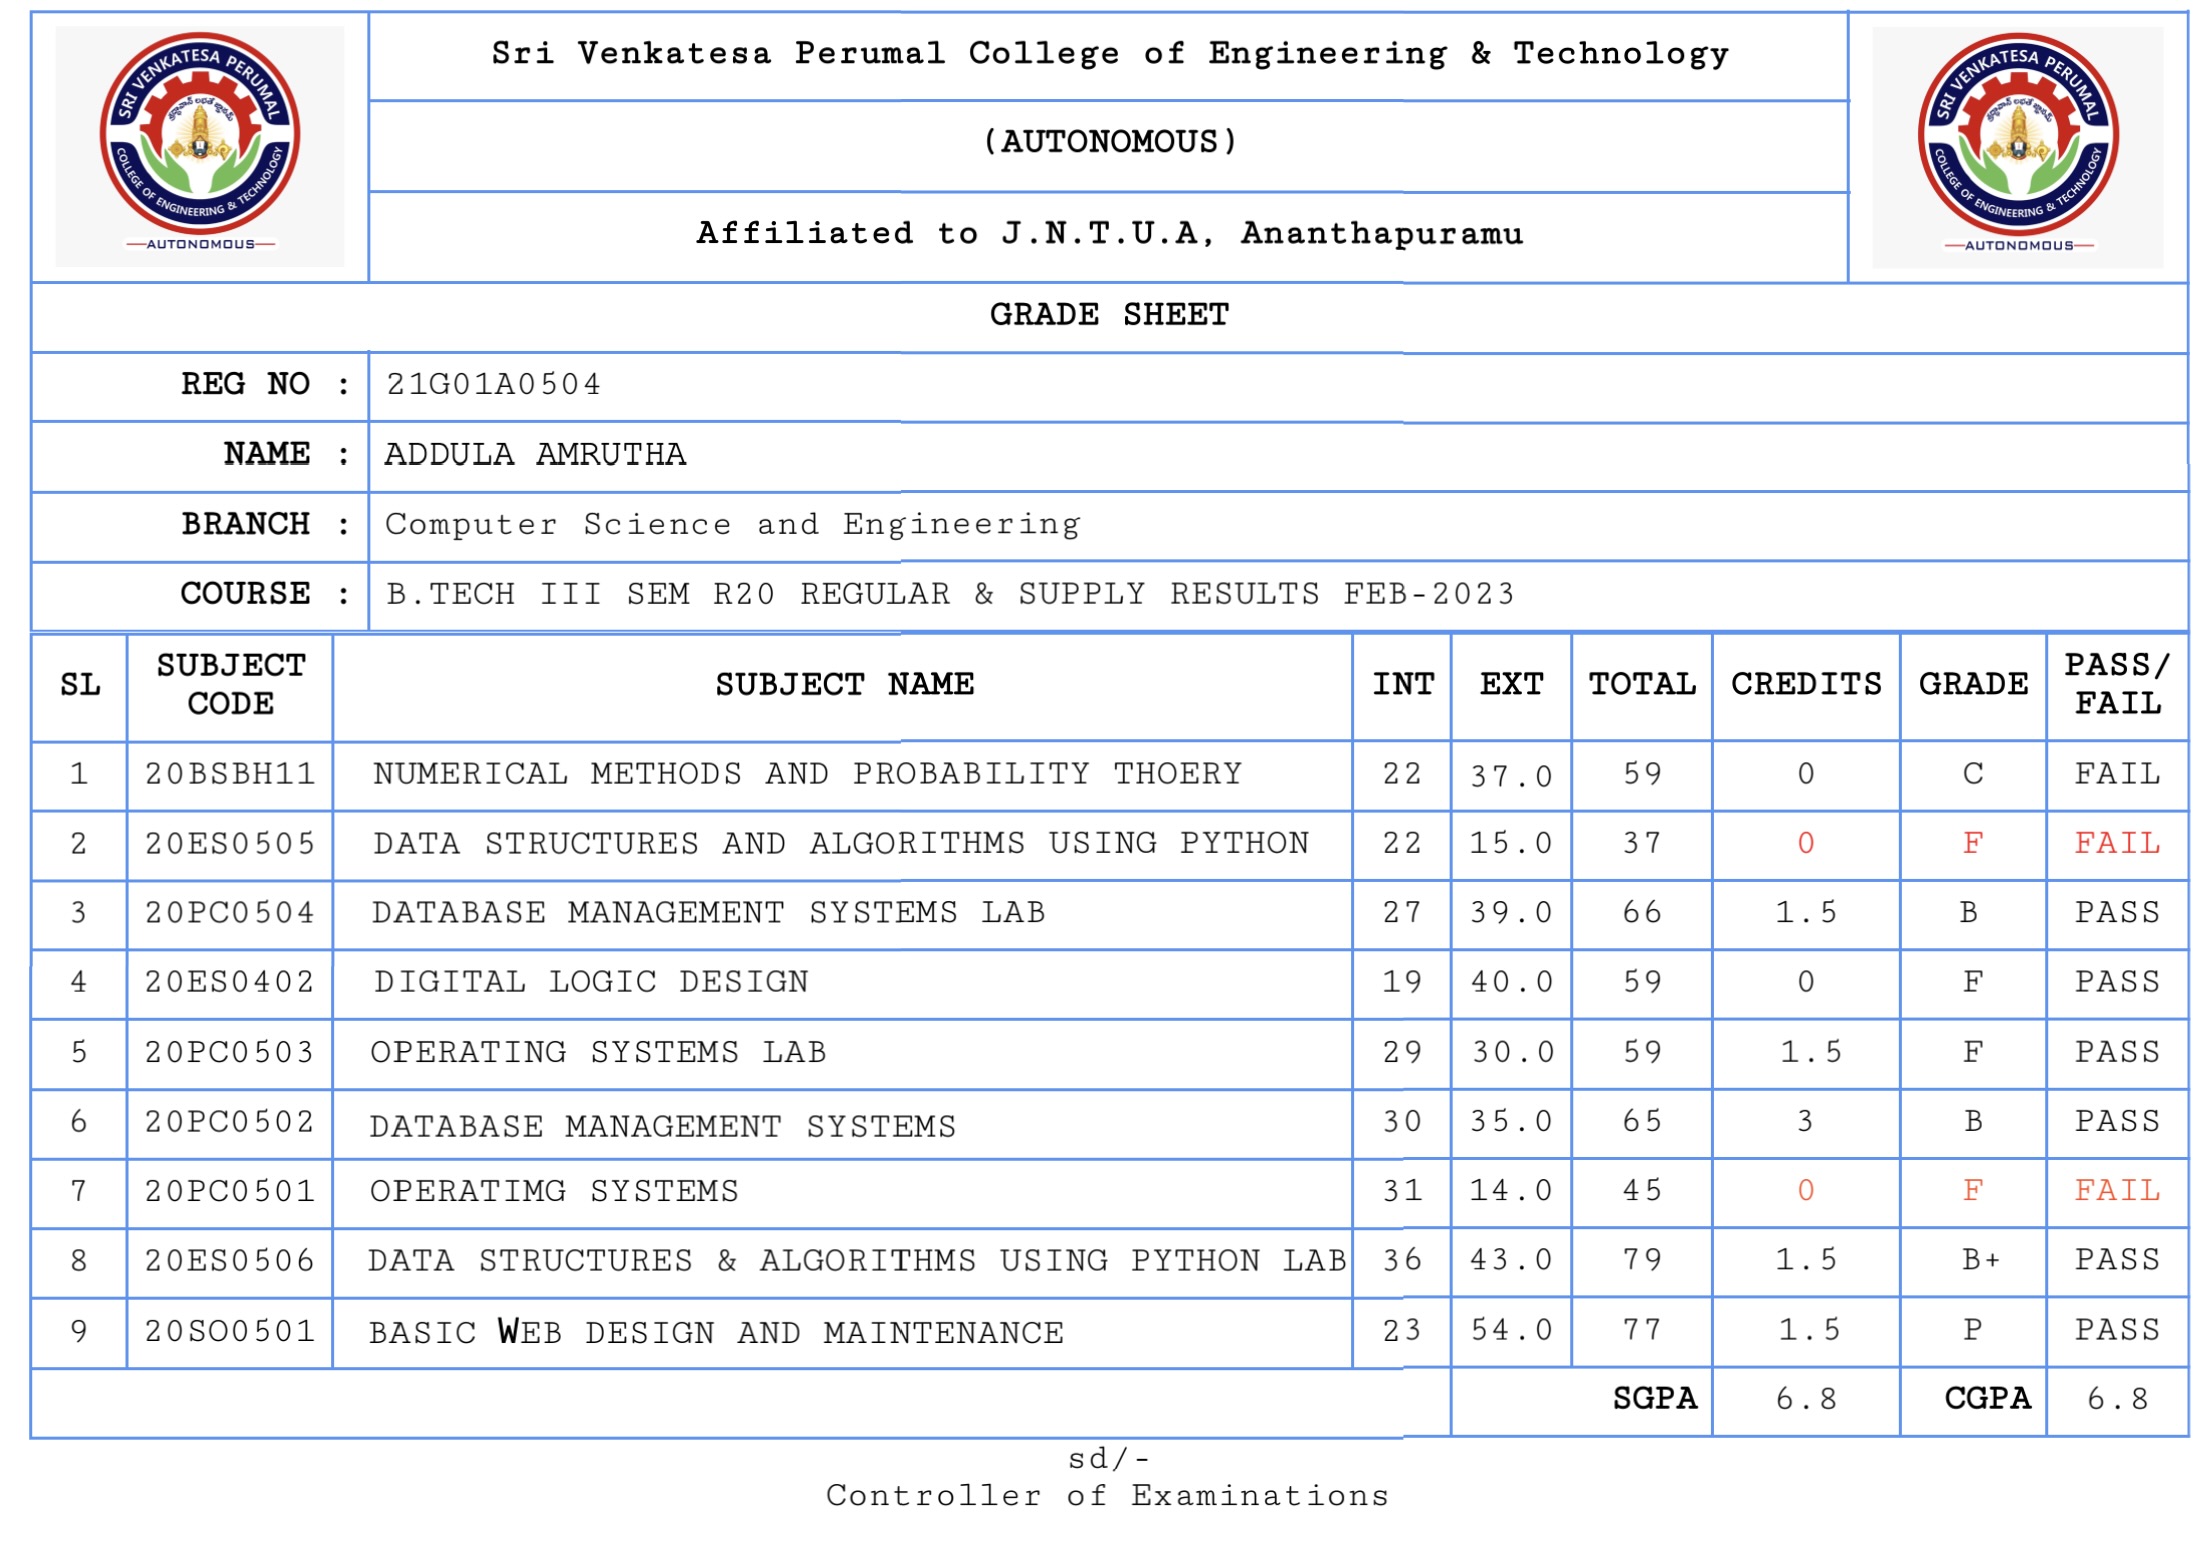 SRI VENKATESA PERUMAL
COLLEGE OF ENGINEERING & TECHNOLOGY
AUTONOMOUS
Sri Venkatesa Perumal College of Engineering & Technology
(AUTONOMOUS)
Affiliated to J.N.T.U.A, Ananthapuramu
SRI VENKATESA PERUMAL
COLLEGE OF ENGINEERING & TECHNOLOGY
AUTONOMOUS
GRADE SHEET
REG NO : 21G01A0504
NAME : ADDULA AMRUTHA
BRANCH : Computer Science and Engineering
COURSE : B.TECH III SEM R20 REGULAR & SUPPLY RESULTS FEB-2023
SL SUBJECT CODE SUBJECT NAME INT EXT TOTAL CREDITS GRADE PASS/ FAIL
1 20BSBH11 NUMERICAL METHODS AND PROBABILITY THOERY 22 37.0 59 0 C FAIL
2 20ES0505 DATA STRUCTURES AND ALGORITHMS USING PYTHON 22 15.0 37 0 F FAIL
3 20PC0504 DATABASE MANAGEMENT SYSTEMS LAB 27 39.0 66 1.5 B PASS
4 20ES0402 DIGITAL LOGIC DESIGN 19 40.0 59 0 F PASS
5 20PC0503 OPERATING SYSTEMS LAB 29 30.0 59 1.5 F PASS
6 20PC0502 DATABASE MANAGEMENT SYSTEMS 30 35.0 65 3 B PASS
7 20PC0501 OPERATIMG SYSTEMS 31 14.0 45 0 F FAIL
8 20ES0506 DATA STRUCTURES & ALGORITHMS USING PYTHON LAB 36 43.0 79 1.5 B+ PASS
9 20SO0501 BASIC WEB DESIGN AND MAINTENANCE 23 54.0 77 1.5 P PASS
SGPA 6.8 CGPA 6.8
sd/-
Controller of Examinations